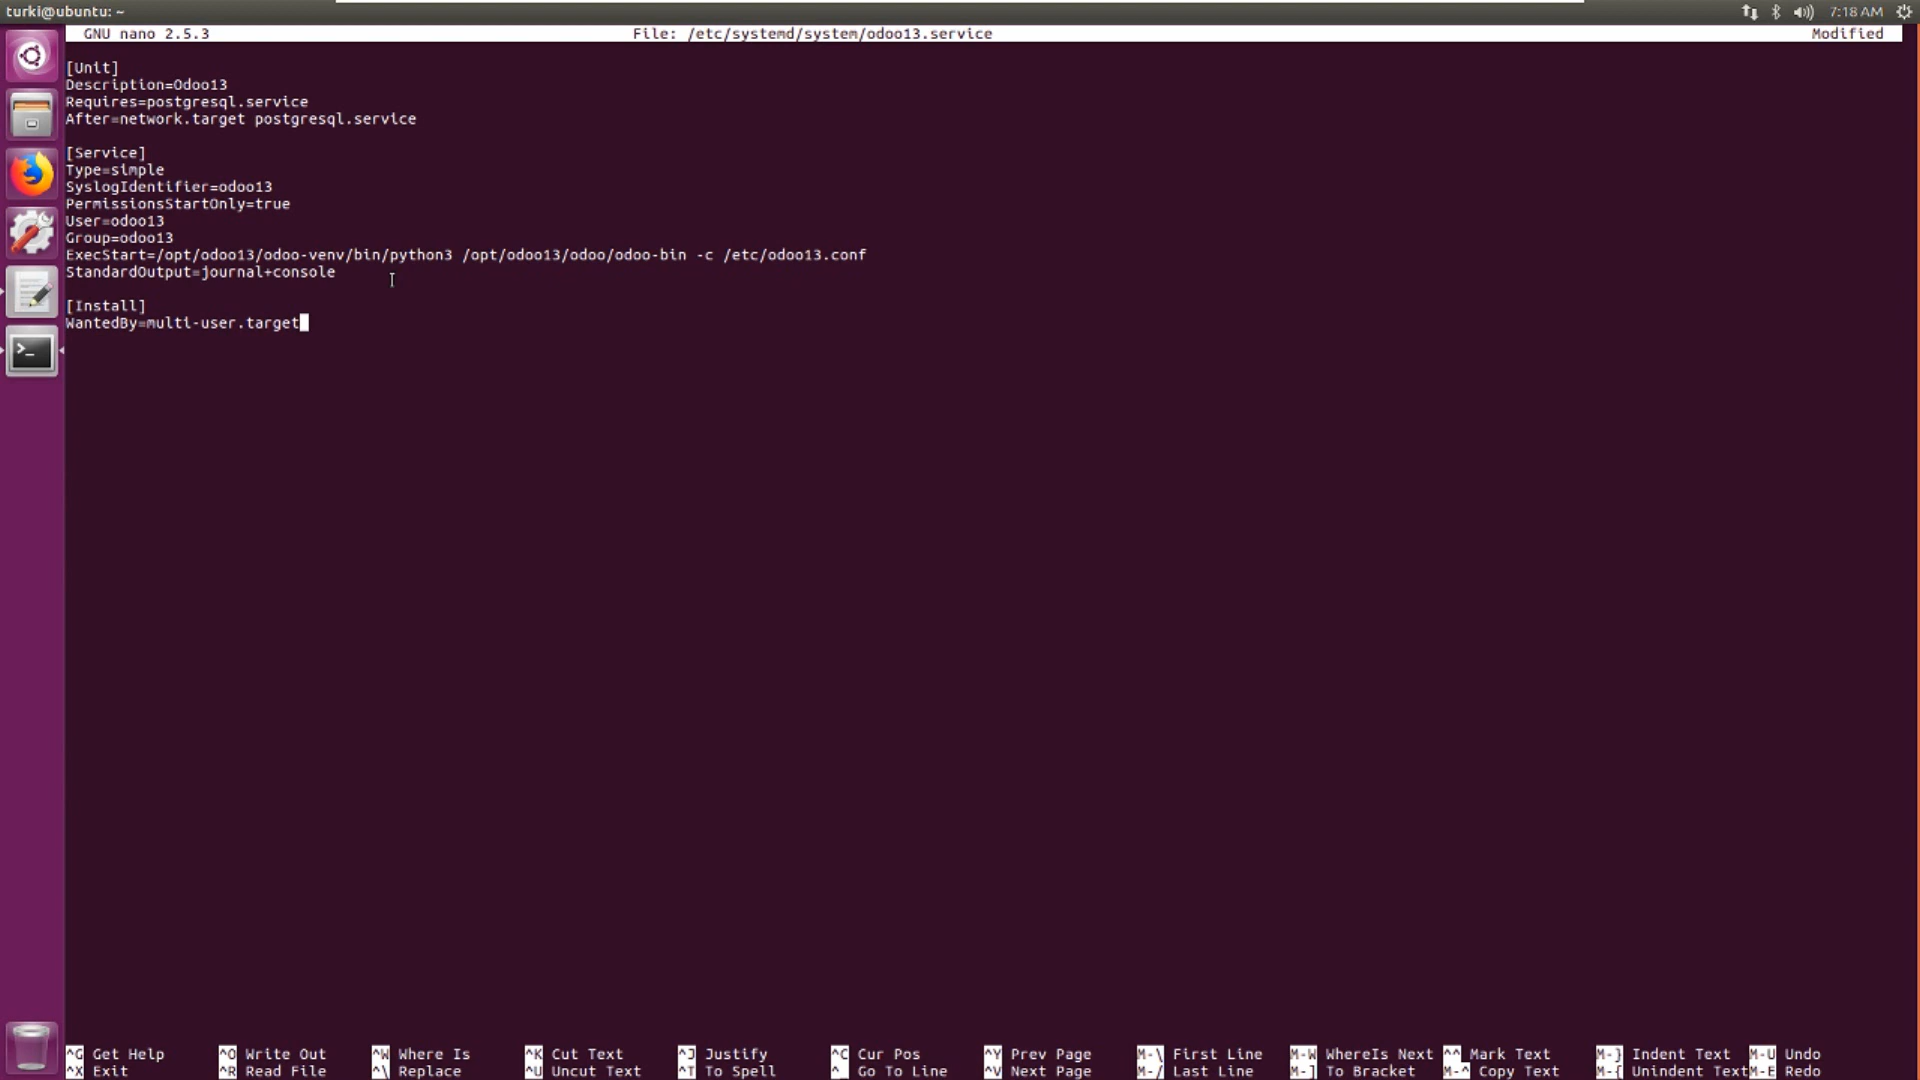 turki@ubuntu: ~
7:18 AM
GNU nano 2.5.3 File: /etc/systemd/system/odoo13.service Modified
[Unit]
Description=Odoo13
Requires=postgresql.service
After=network.target postgresql.service
[Service]
Type=simple
SyslogIdentifier=odoo13
PermissionsStartOnly=true
User=odoo13
Group=odoo13
ExecStart=/opt/odoo13/odoo-venv/bin/python3 /opt/odoo13/odoo/odoo-bin -c /etc/odoo13.conf
StandardOutput=journal+console
[Install]
WantedBy=multi-user.target
^G Get Help ^O Write Out ^W Where Is ^K Cut Text ^J Justify ^C Cur Pos ^Y Prev Page M-\ First Line M-W WhereIs Next ^^ Mark Text M-} Indent Text M-U Undo
^X Exit ^R Read File ^\ Replace ^U Uncut Text ^T To Spell ^_ Go To Line ^V Next Page M-/ Last Line M-] To Bracket M-^ Copy Text M-{ Unindent Text M-E Redo